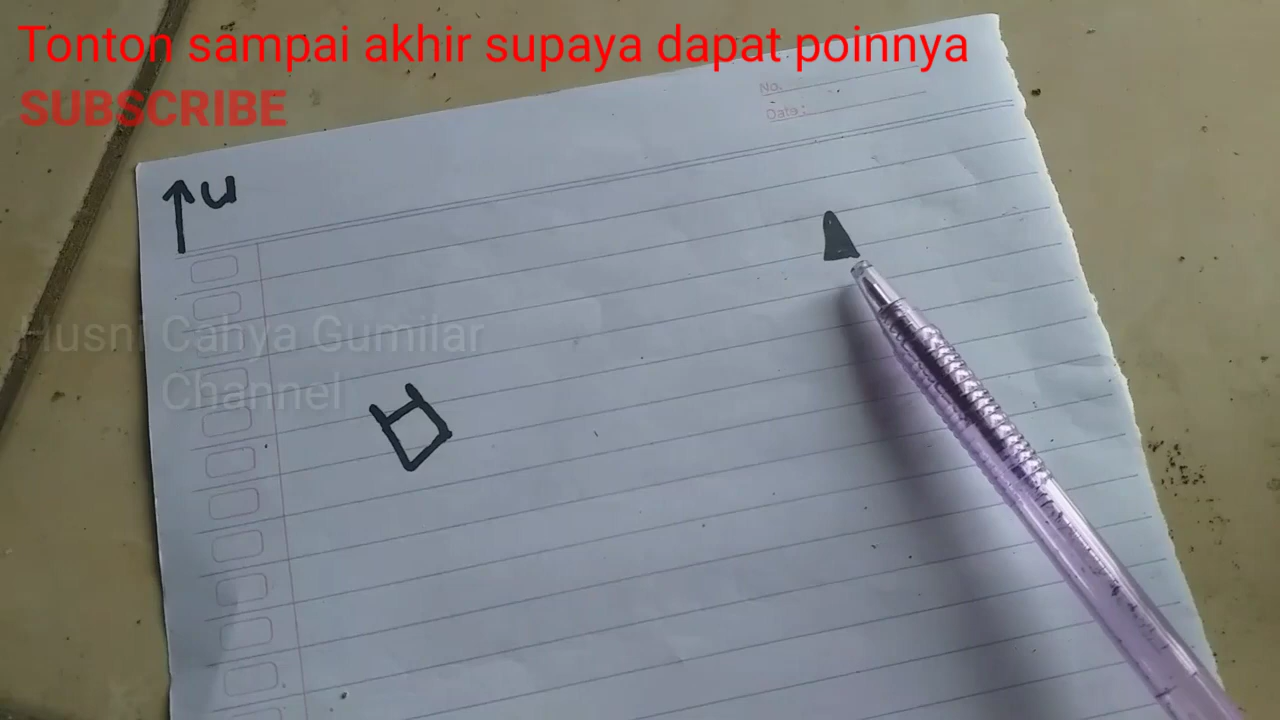 Tonton sampai akhir supaya dapat poinnya
SUBSCRIBE
No.
Date:
u
Husni Cahya Gumilar
Channel